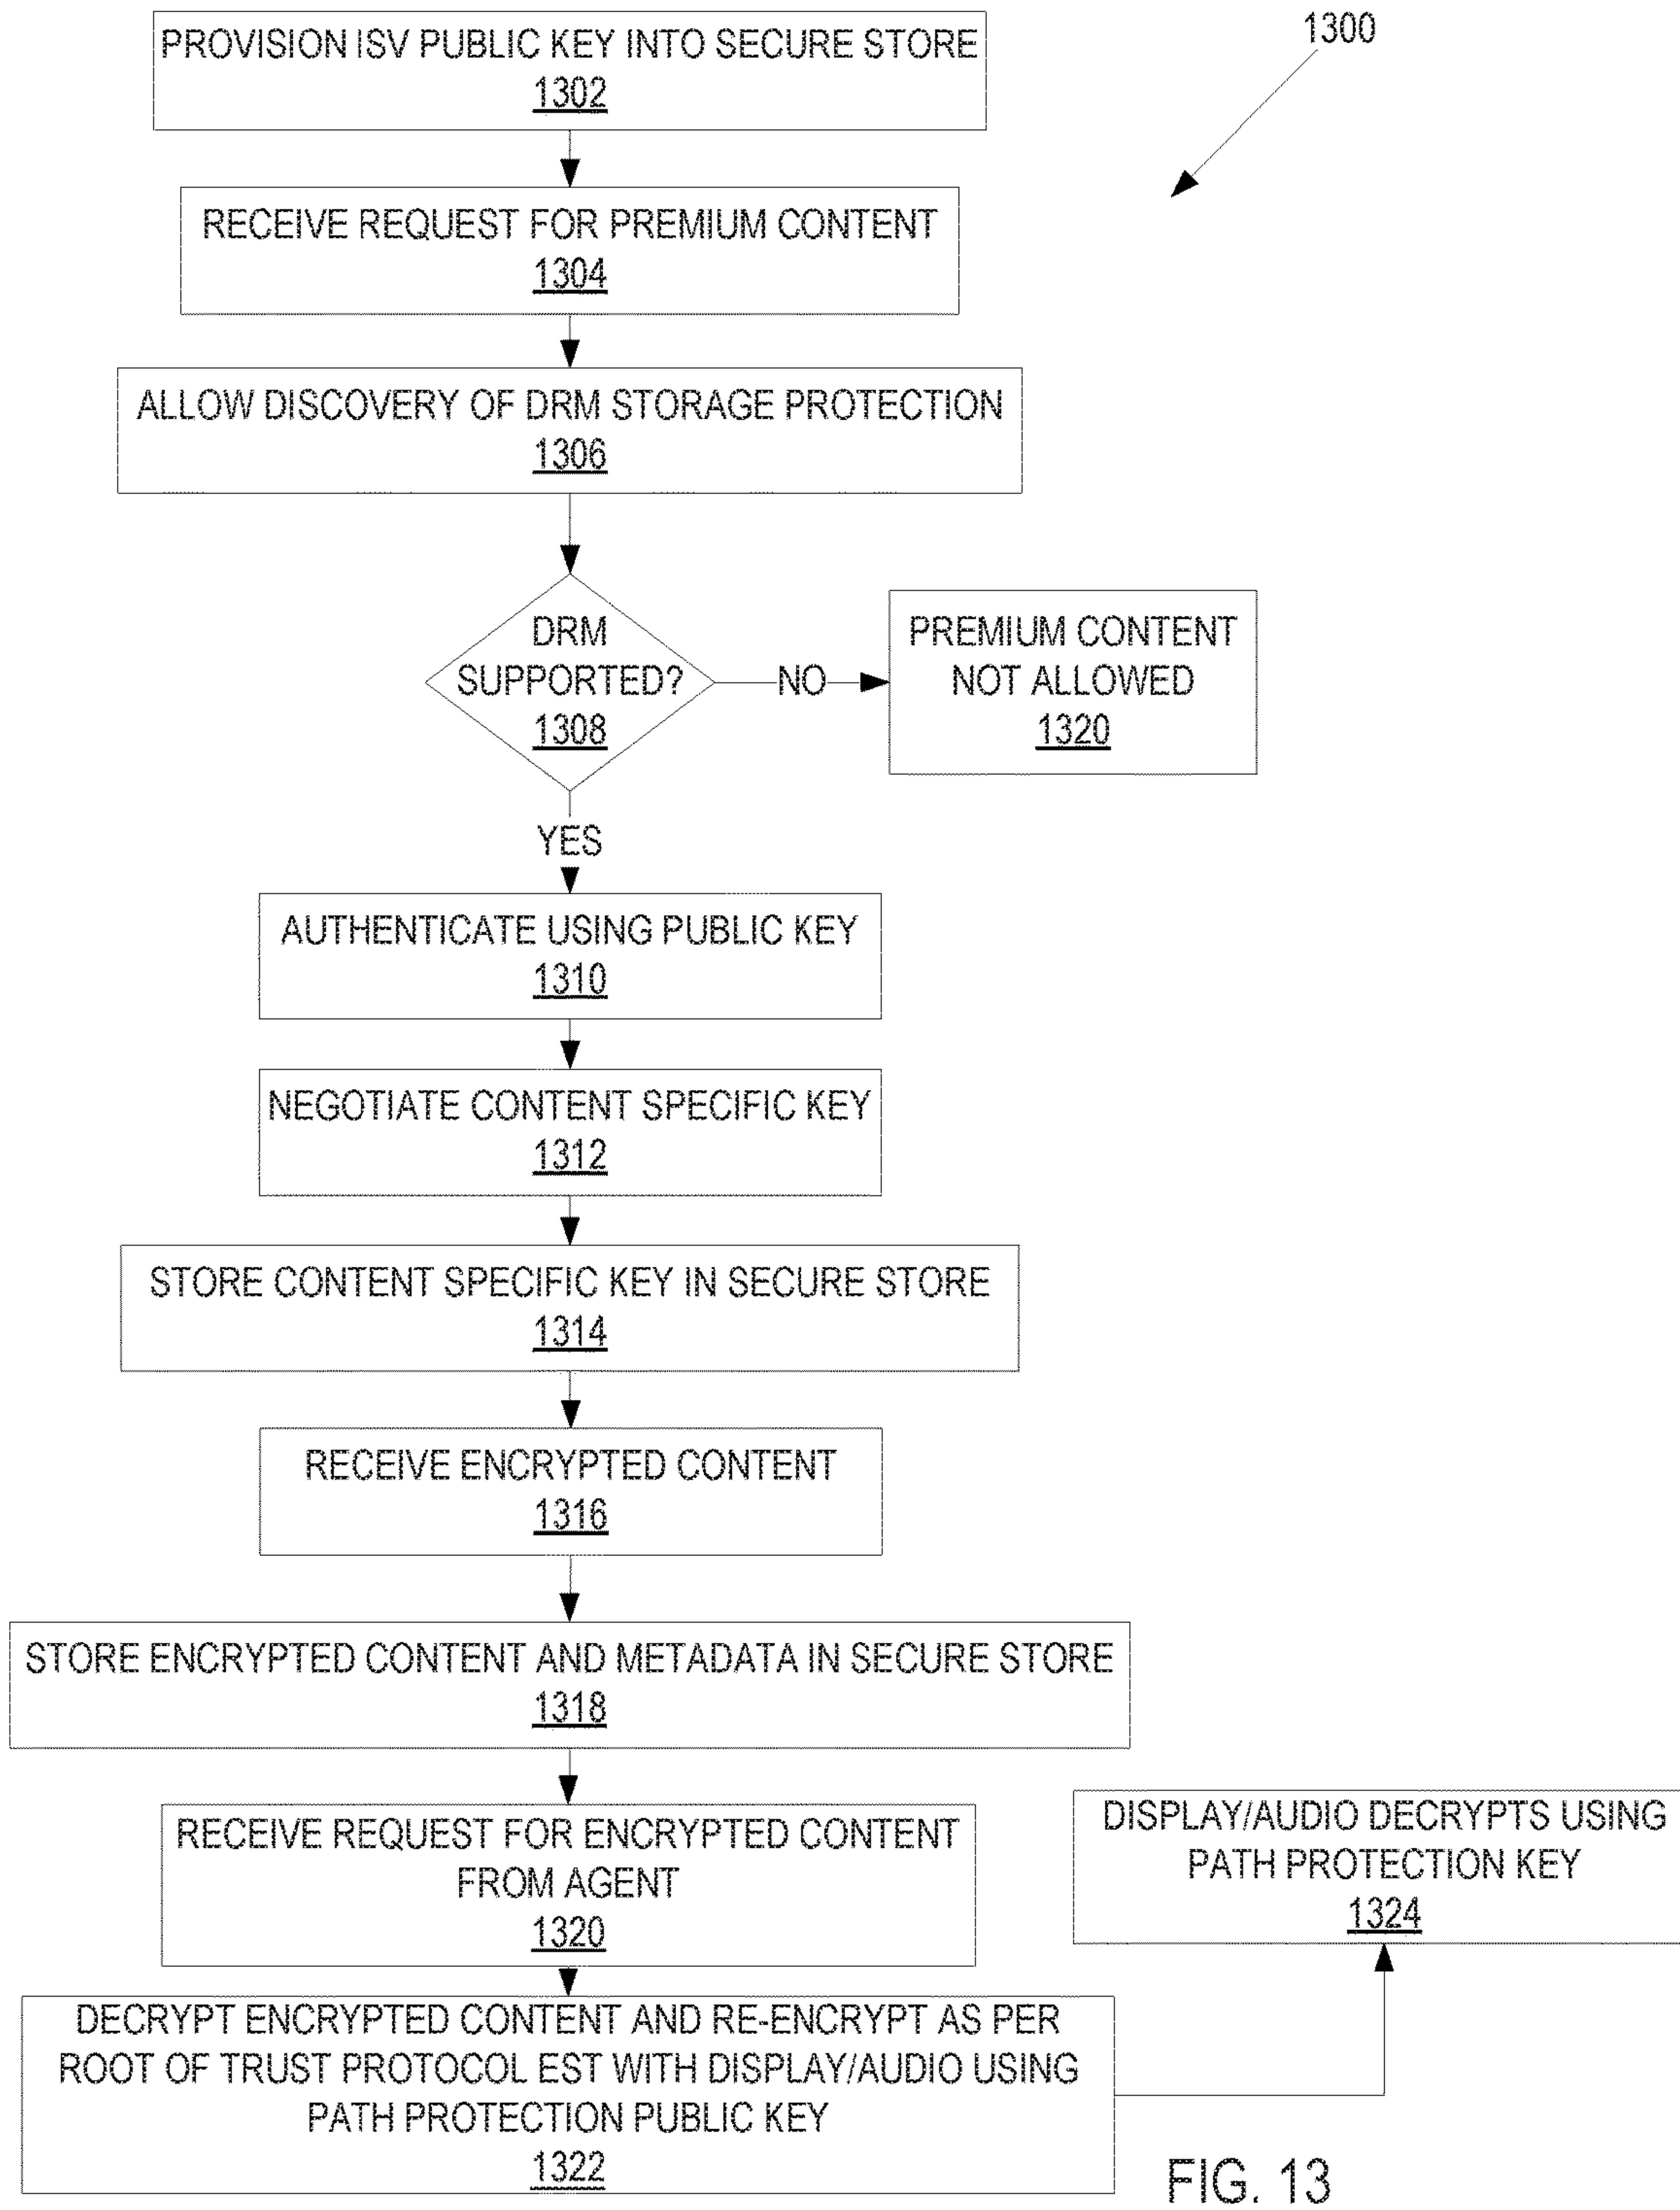 PROVISION ISV PUBLIC KEY INTO SECURE STORE
1302
1300
RECEIVE REQUEST FOR PREMIUM CONTENT
1304
ALLOW DISCOVERY OF DRM STORAGE PROTECTION
1306
DRM
SUPPORTED?
1308
NO
PREMIUM CONTENT
NOT ALLOWED
1320
YES
AUTHENTICATE USING PUBLIC KEY
1310
NEGOTIATE CONTENT SPECIFIC KEY
1312
STORE CONTENT SPECIFIC KEY IN SECURE STORE
1314
RECEIVE ENCRYPTED CONTENT
1316
STORE ENCRYPTED CONTENT AND METADATA IN SECURE STORE
1318
RECEIVE REQUEST FOR ENCRYPTED CONTENT
FROM AGENT
1320
DECRYPT ENCRYPTED CONTENT AND RE-ENCRYPT AS PER
ROOT OF TRUST PROTOCOL EST WITH DISPLAY/AUDIO USING
PATH PROTECTION PUBLIC KEY
1322
DISPLAY/AUDIO DECRYPTS USING
PATH PROTECTION KEY
1324
FIG. 13